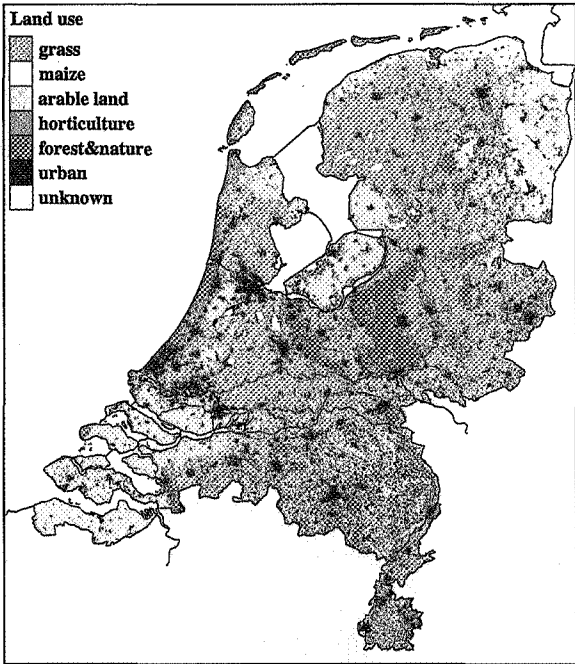 Land use
grass
maize
arable land
horticulture
forest&nature
urban
unknown